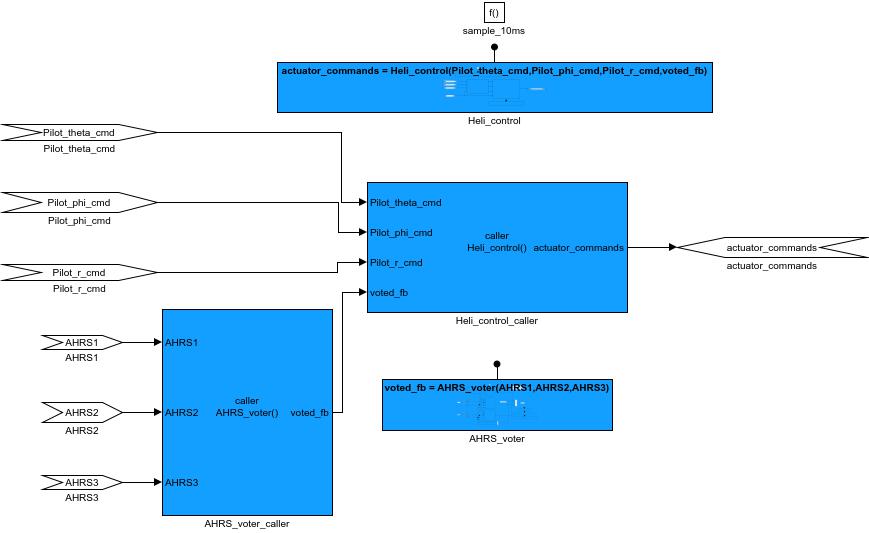 f()
sample_10ms
actuator_commands = Heli_control(Pilot_theta_cmd,Pilot_phi_cmd,Pilot_r_cmd,voted_fb)
Heli_control
Pilot_theta_cmd
Pilot_theta_cmd
Pilot_phi_cmd
Pilot_phi_cmd
Pilot_r_cmd
Pilot_r_cmd
Pilot_theta_cmd
Pilot_phi_cmd
Pilot_r_cmd
voted_fb
caller
Heli_control()
actuator_commands
Heli_control_caller
actuator_commands
actuator_commands
AHRS1
AHRS1
AHRS2
AHRS2
AHRS3
AHRS3
AHRS1
AHRS2
AHRS3
caller
AHRS_voter()
voted_fb
AHRS_voter_caller
voted_fb = AHRS_voter(AHRS1,AHRS2,AHRS3)
AHRS_voter